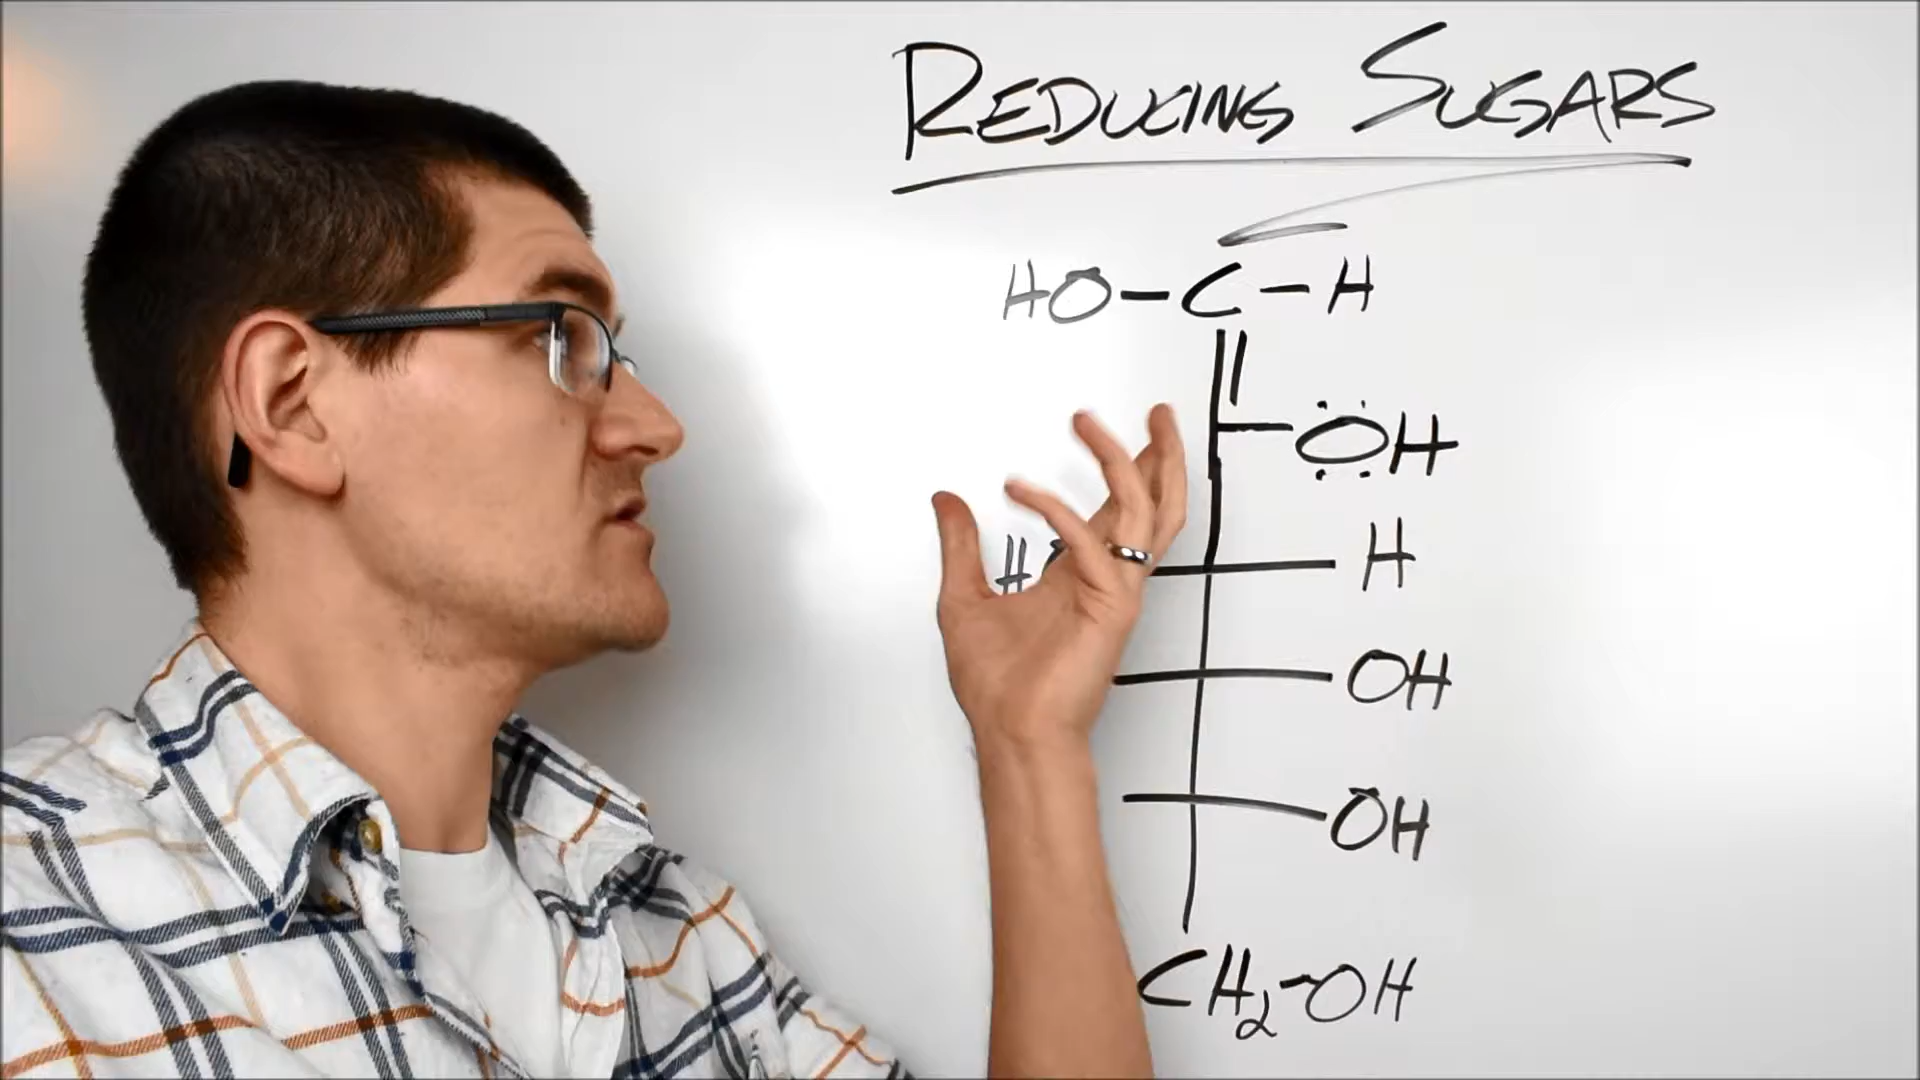 REDUCING SUGARS
HO-C-H
OH
H H
OH
OH
CH2-OH